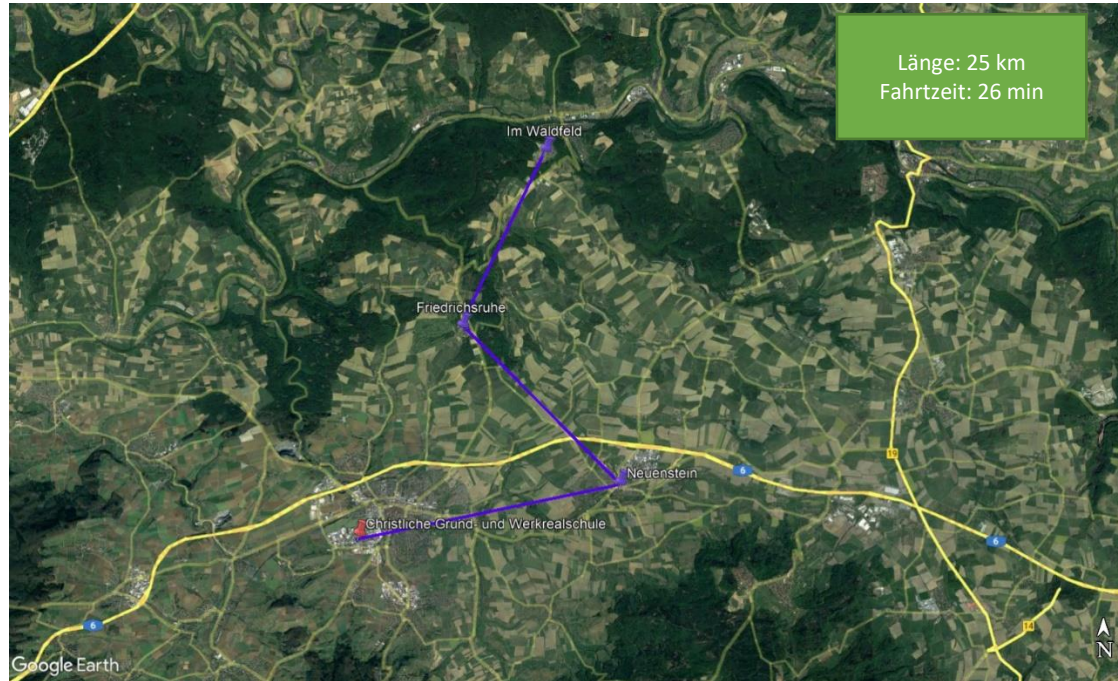 Länge: 25 km
Fahrtzeit: 26 min
Im Waldfeld
Friedrichsruhe
Neuenstein
19
6
6
Christliche Grund- und Werkrealschule
6
14
N
Google Earth